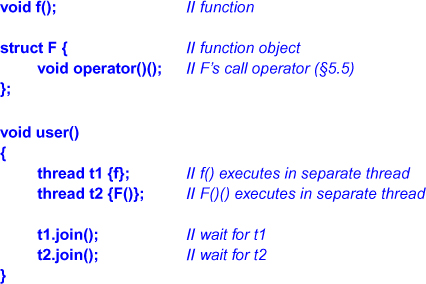 void f(); // function
struct F { // function object
void operator()(); // F's call operator (§5.5)
};
void user()
{
thread t1 {f}; // f() executes in separate thread
thread t2 {F()}; // F()() executes in separate thread
t1.join(); // wait for t1
t2.join(); // wait for t2
}